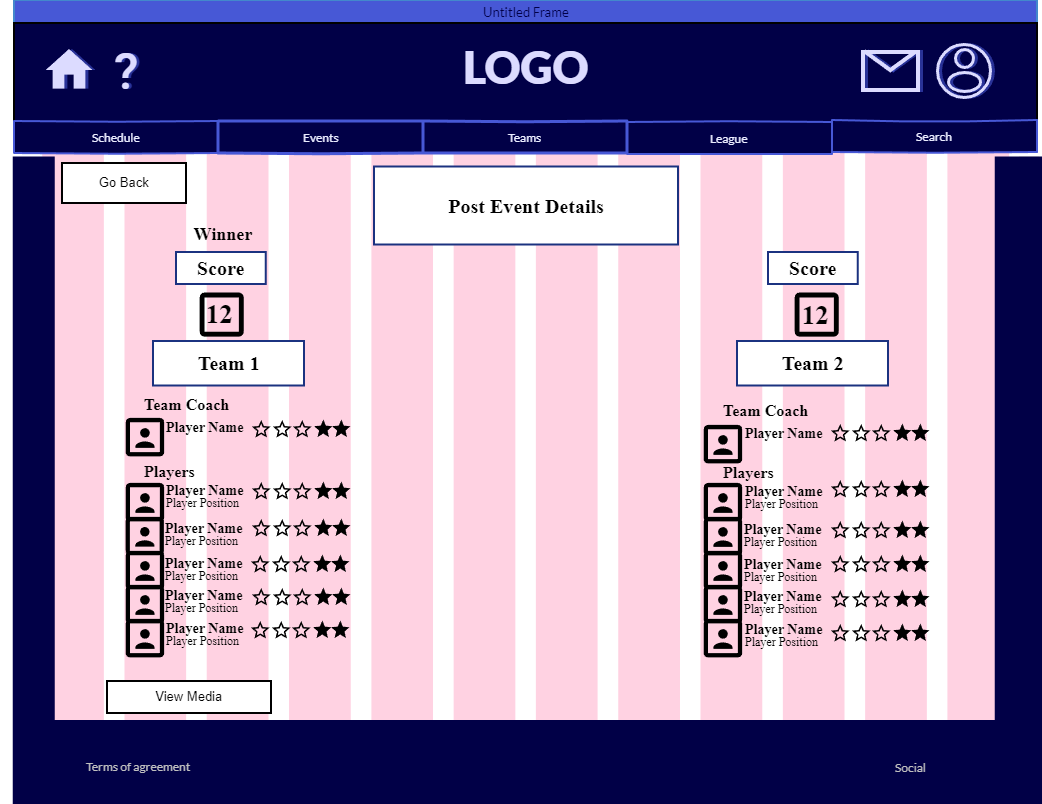 Untitled Frame
?
LOGO
Schedule
Events
Teams
League
Search
Go Back
Post Event Details
Winner
Score
12
Team 1
Team Coach
Player Name
Players
Player Name
Player Position
Player Name
Player Position
Player Name
Player Position
Player Name
Player Position
Player Name
Player Position
View Media
Score
12
Team 2
Team Coach
Player Name
Players
Player Name
Player Position
Player Name
Player Position
Player Name
Player Position
Player Name
Player Position
Player Name
Player Position
Terms of agreement
Social